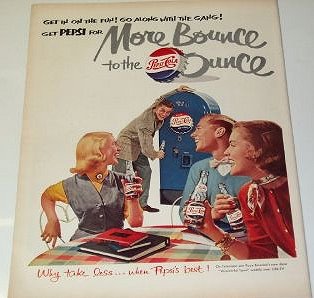 GET IN ON THE FUN! GO ALONG WITH THE GANG!
GET PEPSI FOR
More Bounce
to the Ounce
PEPSI-COLA
Why take less... when Pepsi's best!